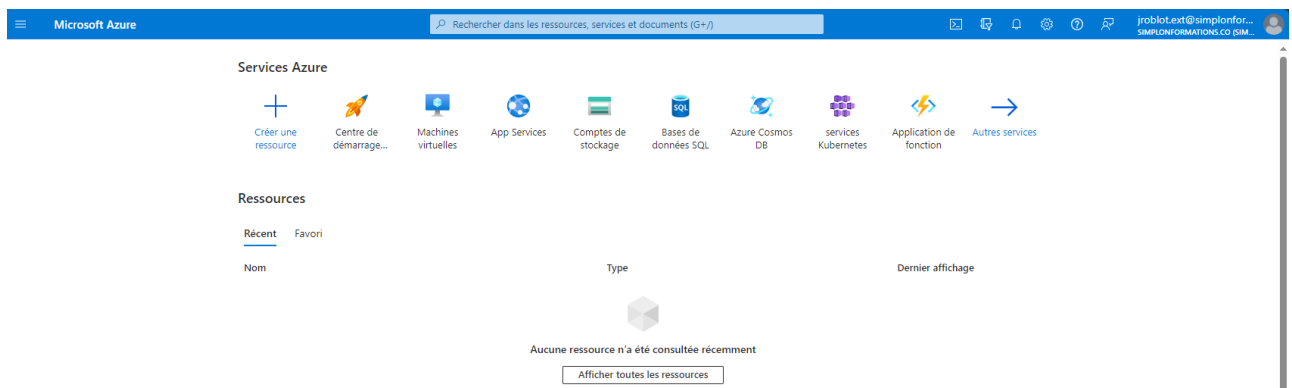 Microsoft Azure
Rechercher dans les ressources, services et documents (G+/)
jroblot.ext@simplonfor...
SIMPLONFORMATIONS.CO (SIM...
Services Azure
Créer une
ressource
Centre de
démarrage...
Machines
virtuelles
App Services
Comptes de
stockage
SQL
Bases de
données SQL
Azure Cosmos
DB
services
Kubernetes
Application de
fonction
Autres services
Ressources
Récent
Favori
Nom
Type
Dernier affichage
Aucune ressource n'a été consultée récemment
Afficher toutes les ressources